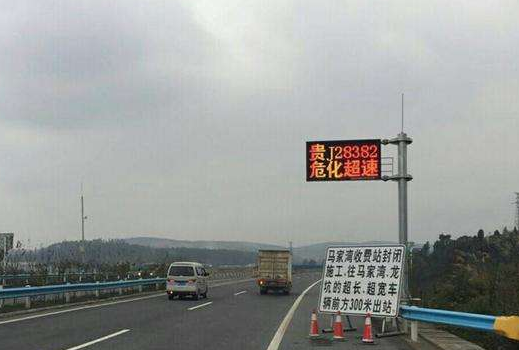 贵J28382
危化超速
马家湾收费站封闭
施工.往马家湾.龙
坑的超长.超宽车
辆前方300米出站